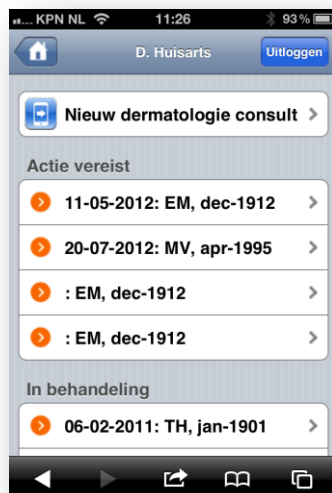 ... KPN NL 11:26 93%
D. Huisarts
Uitloggen
Nieuw dermatologie consult
Actie vereist
11-05-2012: EM, dec-1912
20-07-2012: MV, apr-1995
: EM, dec-1912
: EM, dec-1912
In behandeling
06-02-2011: TH, jan-1901